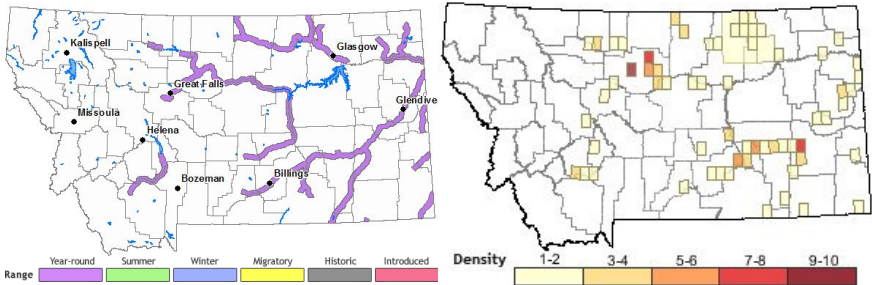 Kalispell
Glasgow
Great Falls
Glendive
Missoula
Helena
Bozeman
Billings
Year-round Summer Winter Migratory Historic Introduced
Range
Density 1-2 3-4 5-6 7-8 9-10